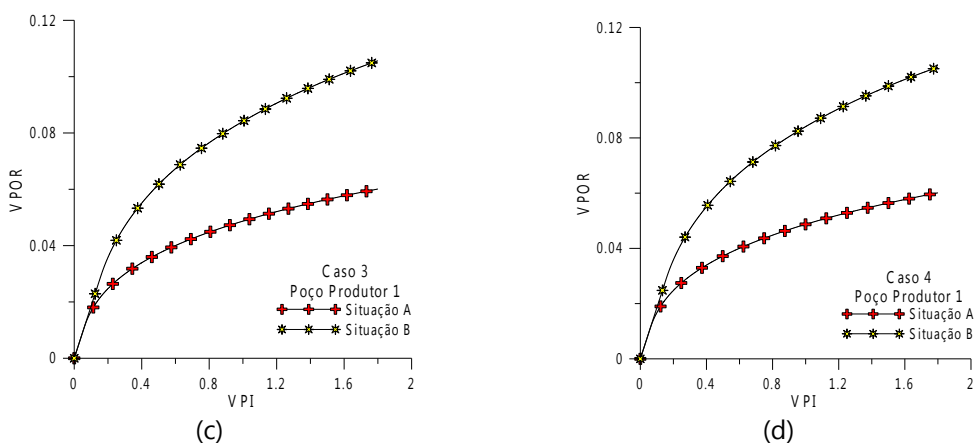 0.12
0.08
0.04
0
VPOR
0 0.4 0.8 1.2 1.6 2
VPI
Caso 3
Poço Produtor 1
Situação A
Situação B
(c)
0.12
0.08
0.04
0
VPOR
0 0.4 0.8 1.2 1.6 2
VPI
Caso 4
Poço Produtor 1
Situação A
Situação B
(d)